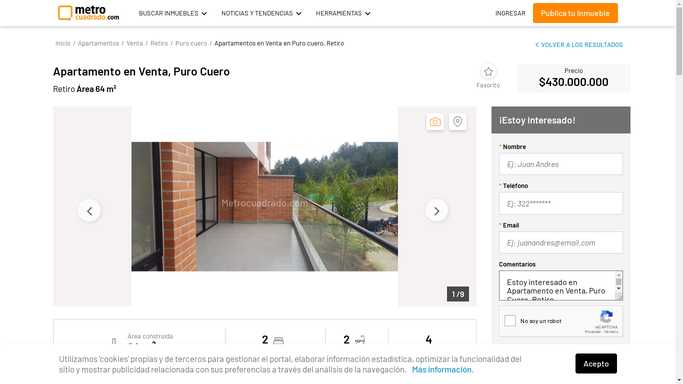 metro
cuadrado.com
BUSCAR INMUEBLES
NOTICIAS Y TENDENCIAS
HERRAMIENTAS
INGRESAR
Publica tu inmueble
Inicio / Apartamentos / Venta / Retiro / Puro cuero / Apartamentos en Venta en Puro cuero, Retiro
VOLVER A LOS RESULTADOS
Apartamento en Venta, Puro Cuero
Retiro Área 64 m²
Favorito
Precio
$430.000.000
¡Estoy Interesado!
* Nombre
Ej: Juan Andres
* Teléfono
Ej: 322*******
* Email
Ej: juanandres@email.com
Comentarios
Estoy interesado en
Apartamento en Venta, Puro
Cuero, Retiro
Metrocuadrado.com
1 /9
No soy un robot
reCAPTCHA
Privacidad - Términos
Área construida
2
2
4
Utilizamos 'cookies' propias y de terceros para gestionar el portal, elaborar información estadística, optimizar la funcionalidad del
sitio y mostrar publicidad relacionada con sus preferencias a través del análisis de la navegación. Más información.
Acepto